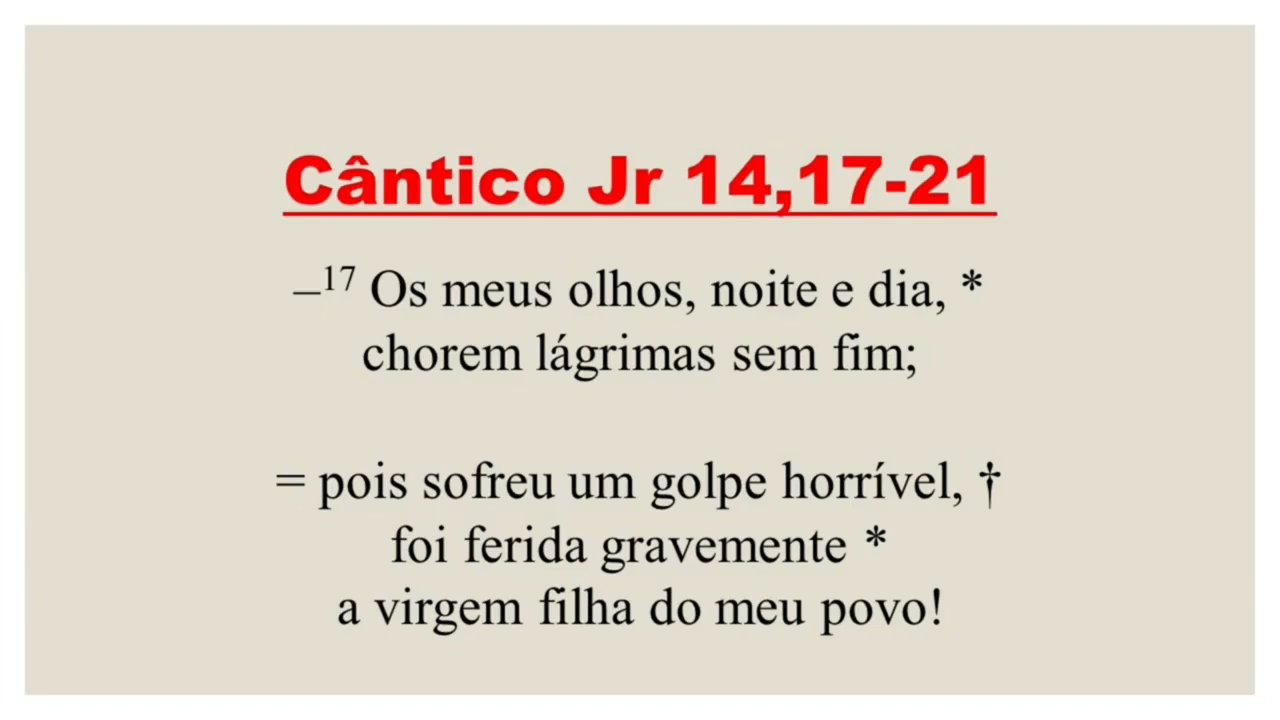 Cântico Jr 14,17-21
–17 Os meus olhos, noite e dia, *
chorem lágrimas sem fim;
= pois sofreu um golpe horrível, †
foi ferida gravemente *
a virgem filha do meu povo!